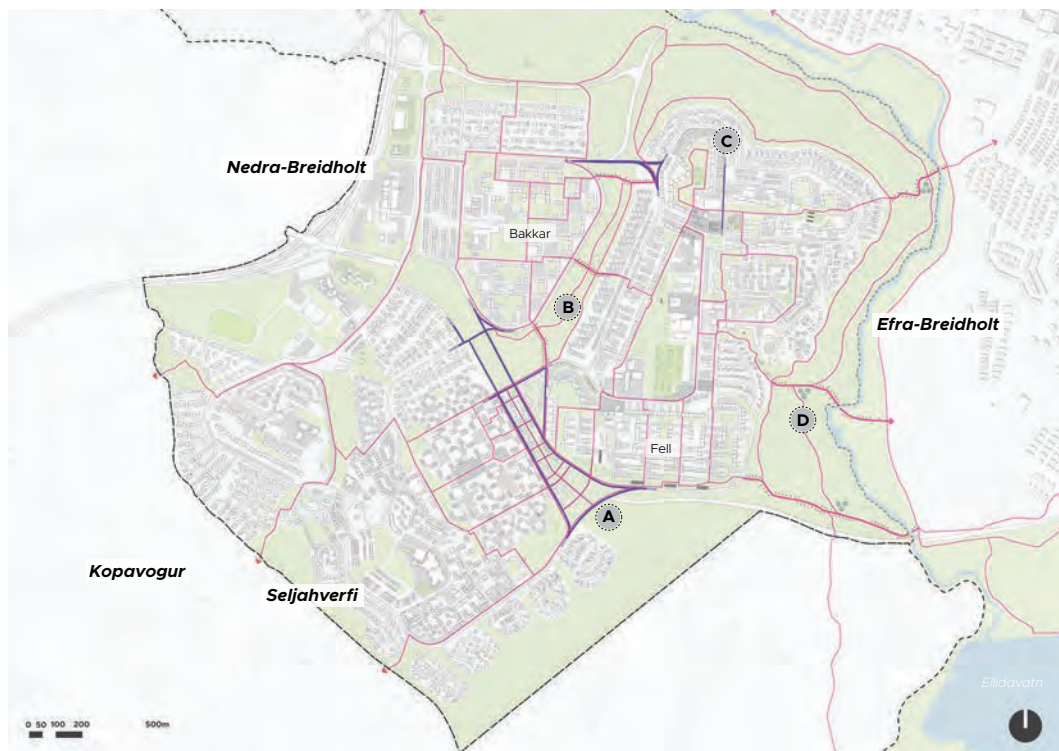 C
Nedra-Breidholt
Bakkar
B
Efra-Breidholt
D
Fell
A
Kopavogur
Seljahverfi
Ellidavatn
0 50 100 200 500m